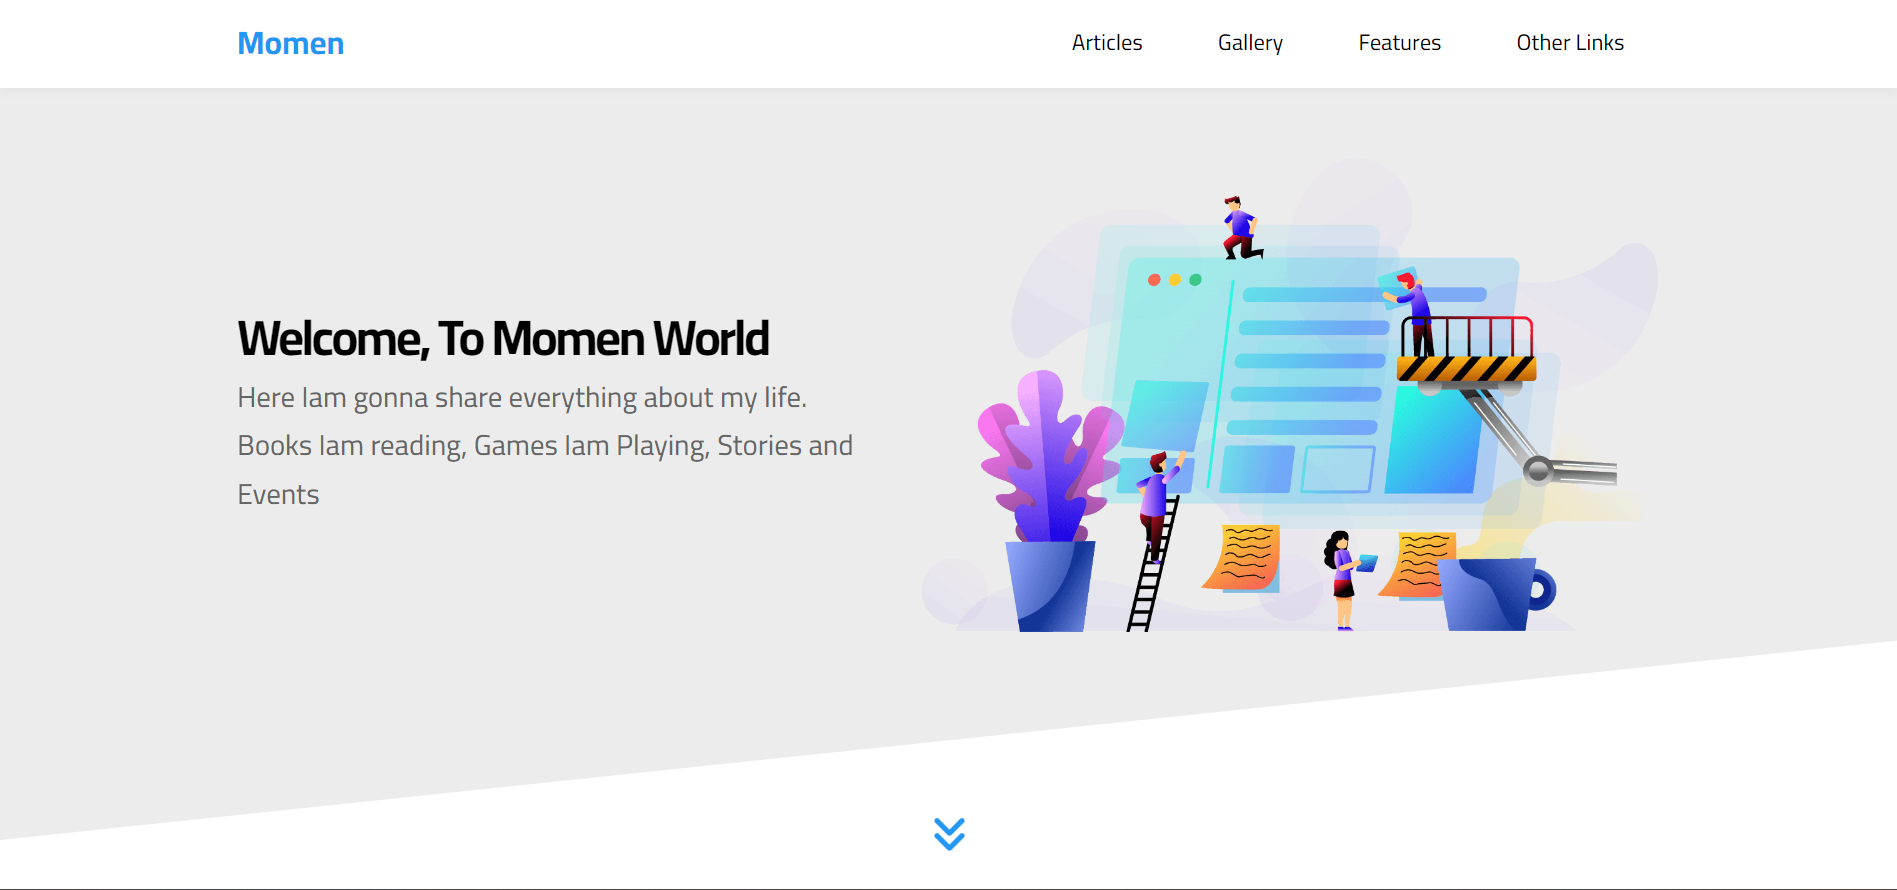 Momen
Articles
Gallery
Features
Other Links
Welcome, To Momen World
Here Iam gonna share everything about my life.
Books Iam reading, Games Iam Playing, Stories and
Events